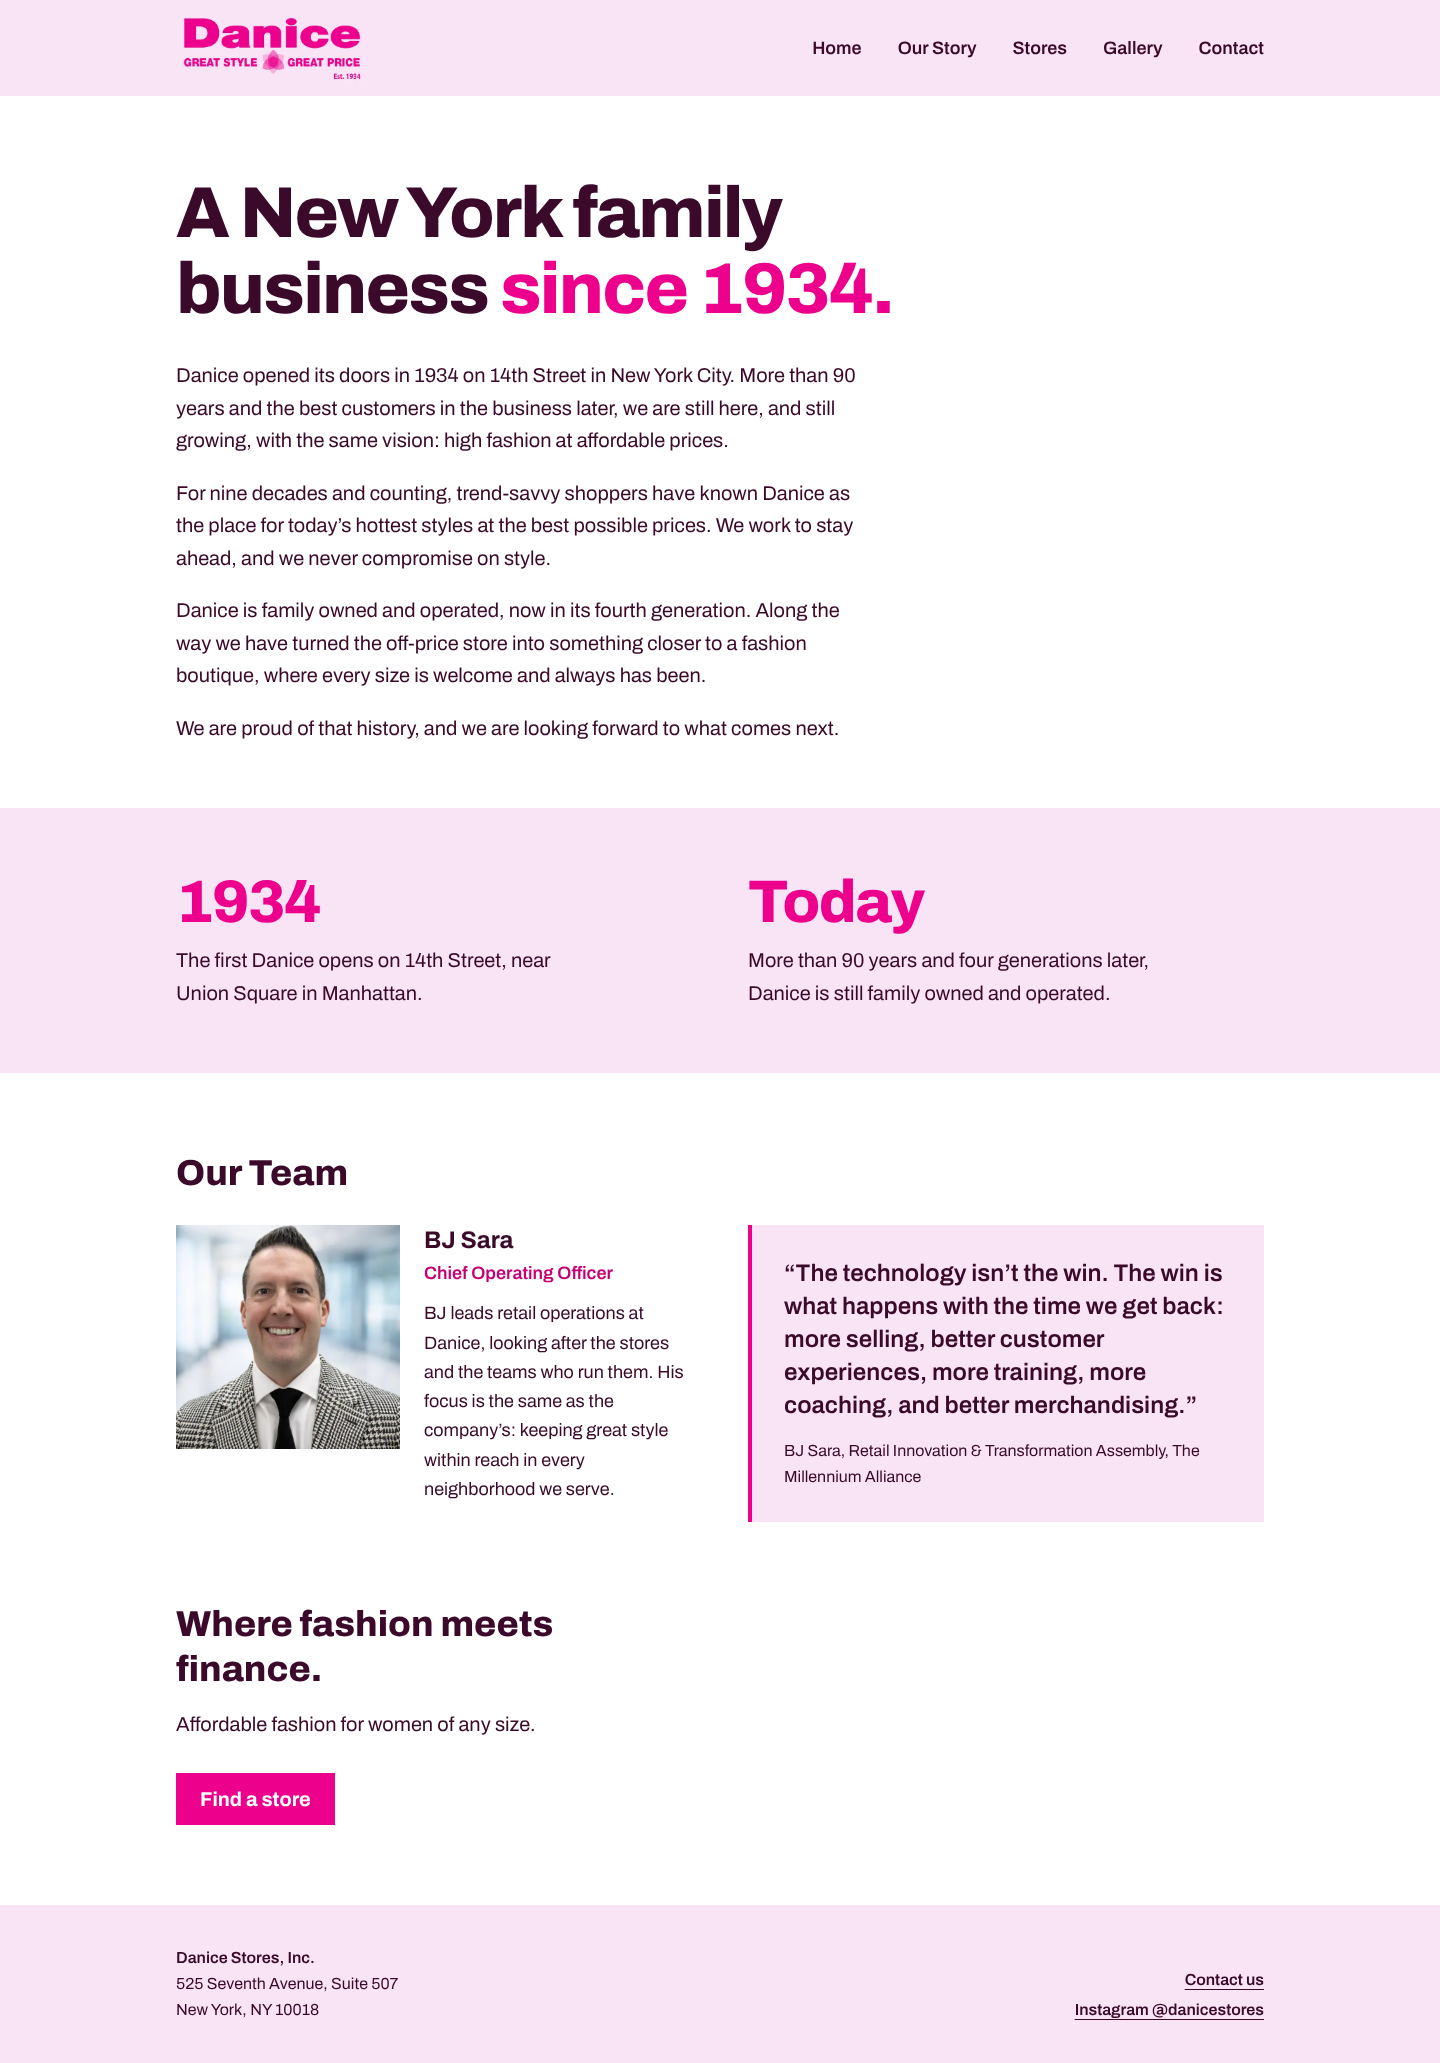 Danice
GREAT STYLE GREAT PRICE
Est. 1934
Home Our Story Stores Gallery Contact
A New York family
business since 1934.
Danice opened its doors in 1934 on 14th Street in New York City. More than 90
years and the best customers in the business later, we are still here, and still
growing, with the same vision: high fashion at affordable prices.
For nine decades and counting, trend-savvy shoppers have known Danice as
the place for today’s hottest styles at the best possible prices. We work to stay
ahead, and we never compromise on style.
Danice is family owned and operated, now in its fourth generation. Along the
way we have turned the off-price store into something closer to a fashion
boutique, where every size is welcome and always has been.
We are proud of that history, and we are looking forward to what comes next.
1934
The first Danice opens on 14th Street, near
Union Square in Manhattan.
Today
More than 90 years and four generations later,
Danice is still family owned and operated.
Our Team
BJ Sara
Chief Operating Officer
BJ leads retail operations at
Danice, looking after the stores
and the teams who run them. His
focus is the same as the
company’s: keeping great style
within reach in every
neighborhood we serve.
“The technology isn’t the win. The win is
what happens with the time we get back:
more selling, better customer
experiences, more training, more
coaching, and better merchandising.”
BJ Sara, Retail Innovation & Transformation Assembly, The
Millennium Alliance
Where fashion meets
finance.
Affordable fashion for women of any size.
Find a store
Danice Stores, Inc.
525 Seventh Avenue, Suite 507
New York, NY 10018
Contact us
Instagram @danicestores